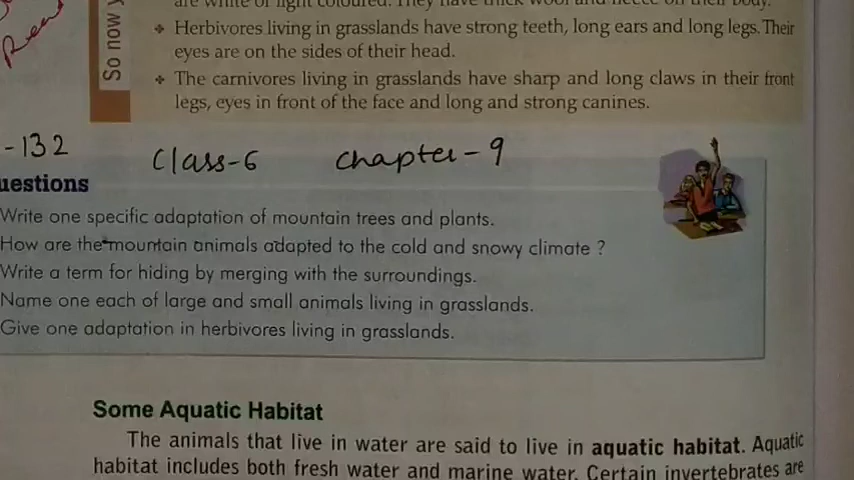 are white or light coloured. They have thick wool and fleece on their body.
Read
So now y
❖ Herbivores living in grasslands have strong teeth, long ears and long legs. Their
eyes are on the sides of their head.
❖ The carnivores living in grasslands have sharp and long claws in their front
legs, eyes in front of the face and long and strong canines.
-132 Class-6 chapter-9
uestions
Write one specific adaptation of mountain trees and plants.
How are the mountain animals adapted to the cold and snowy climate ?
Write a term for hiding by merging with the surroundings.
Name one each of large and small animals living in grasslands.
Give one adaptation in herbivores living in grasslands.
Some Aquatic Habitat
The animals that live in water are said to live in aquatic habitat. Aquatic
habitat includes both fresh water and marine water. Certain invertebrates are